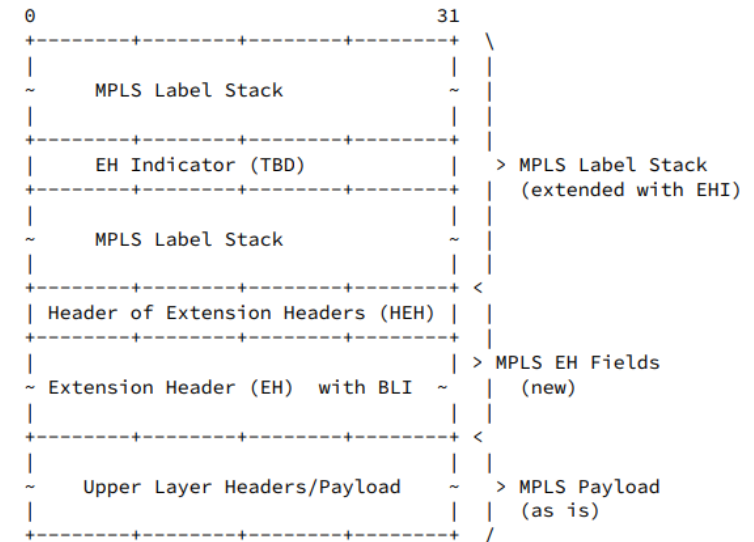 0                                  31
+--------+--------+--------+--------+  \
|                                   |  |
~     MPLS Label Stack              ~  |
|                                   |  |
+--------+--------+--------+--------+  |
|     EH Indicator (TBD)            |   > MPLS Label Stack
+--------+--------+--------+--------+  |  (extended with EHI)
|                                   |  |
~     MPLS Label Stack              ~  |
|                                   |  |
+--------+--------+--------+--------+ <
| Header of Extension Headers (HEH) |  |
+--------+--------+--------+--------+  |
|                                   | > MPLS EH Fields
~ Extension Header (EH)  with BLI  ~   |  (new)
|                                   |  |
+--------+--------+--------+--------+ <
|                                   |  |
~    Upper Layer Headers/Payload    ~   > MPLS Payload
|                                   |  |  (as is)
+--------+--------+--------+--------+  /